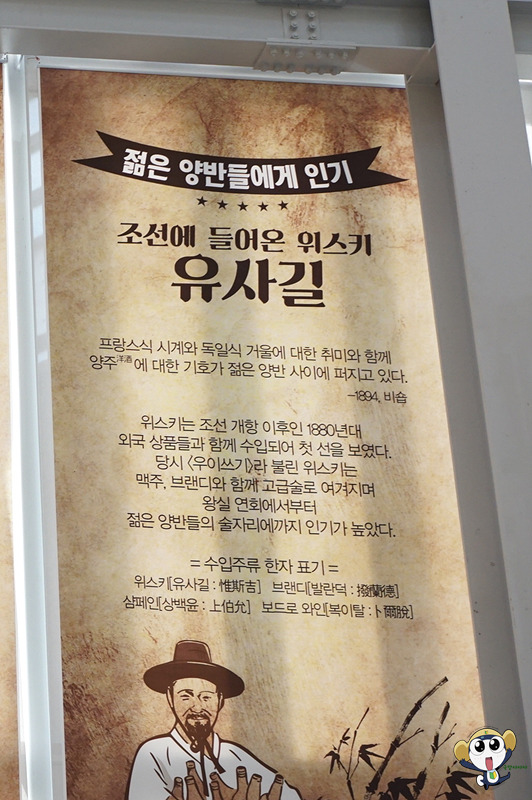 젊은 양반들에게 인기
조선에 들어온 위스키
유사길
프랑스식 시계와 독일식 거울에 대한 취미와 함께
양주洋酒에 대한 기호가 젊은 양반 사이에 퍼지고 있다.
-1894, 비숍
위스키는 조선 개항 이후인 1880년대
외국 상품들과 함께 수입되어 첫 선을 보였다.
당시 <우이쓰기>라 불린 위스키는
맥주, 브랜디와 함께 고급술로 여겨지며
왕실 연회에서부터
젊은 양반들의 술자리에까지 인기가 높았다.
= 수입주류 한자 표기 =
위스키[유사길 : 惟斯吉] 브랜디[발란덕 : 撥蘭德]
샴페인[상백윤 : 上伯允] 보드로 와인[복이탈 : 卜爾脫]